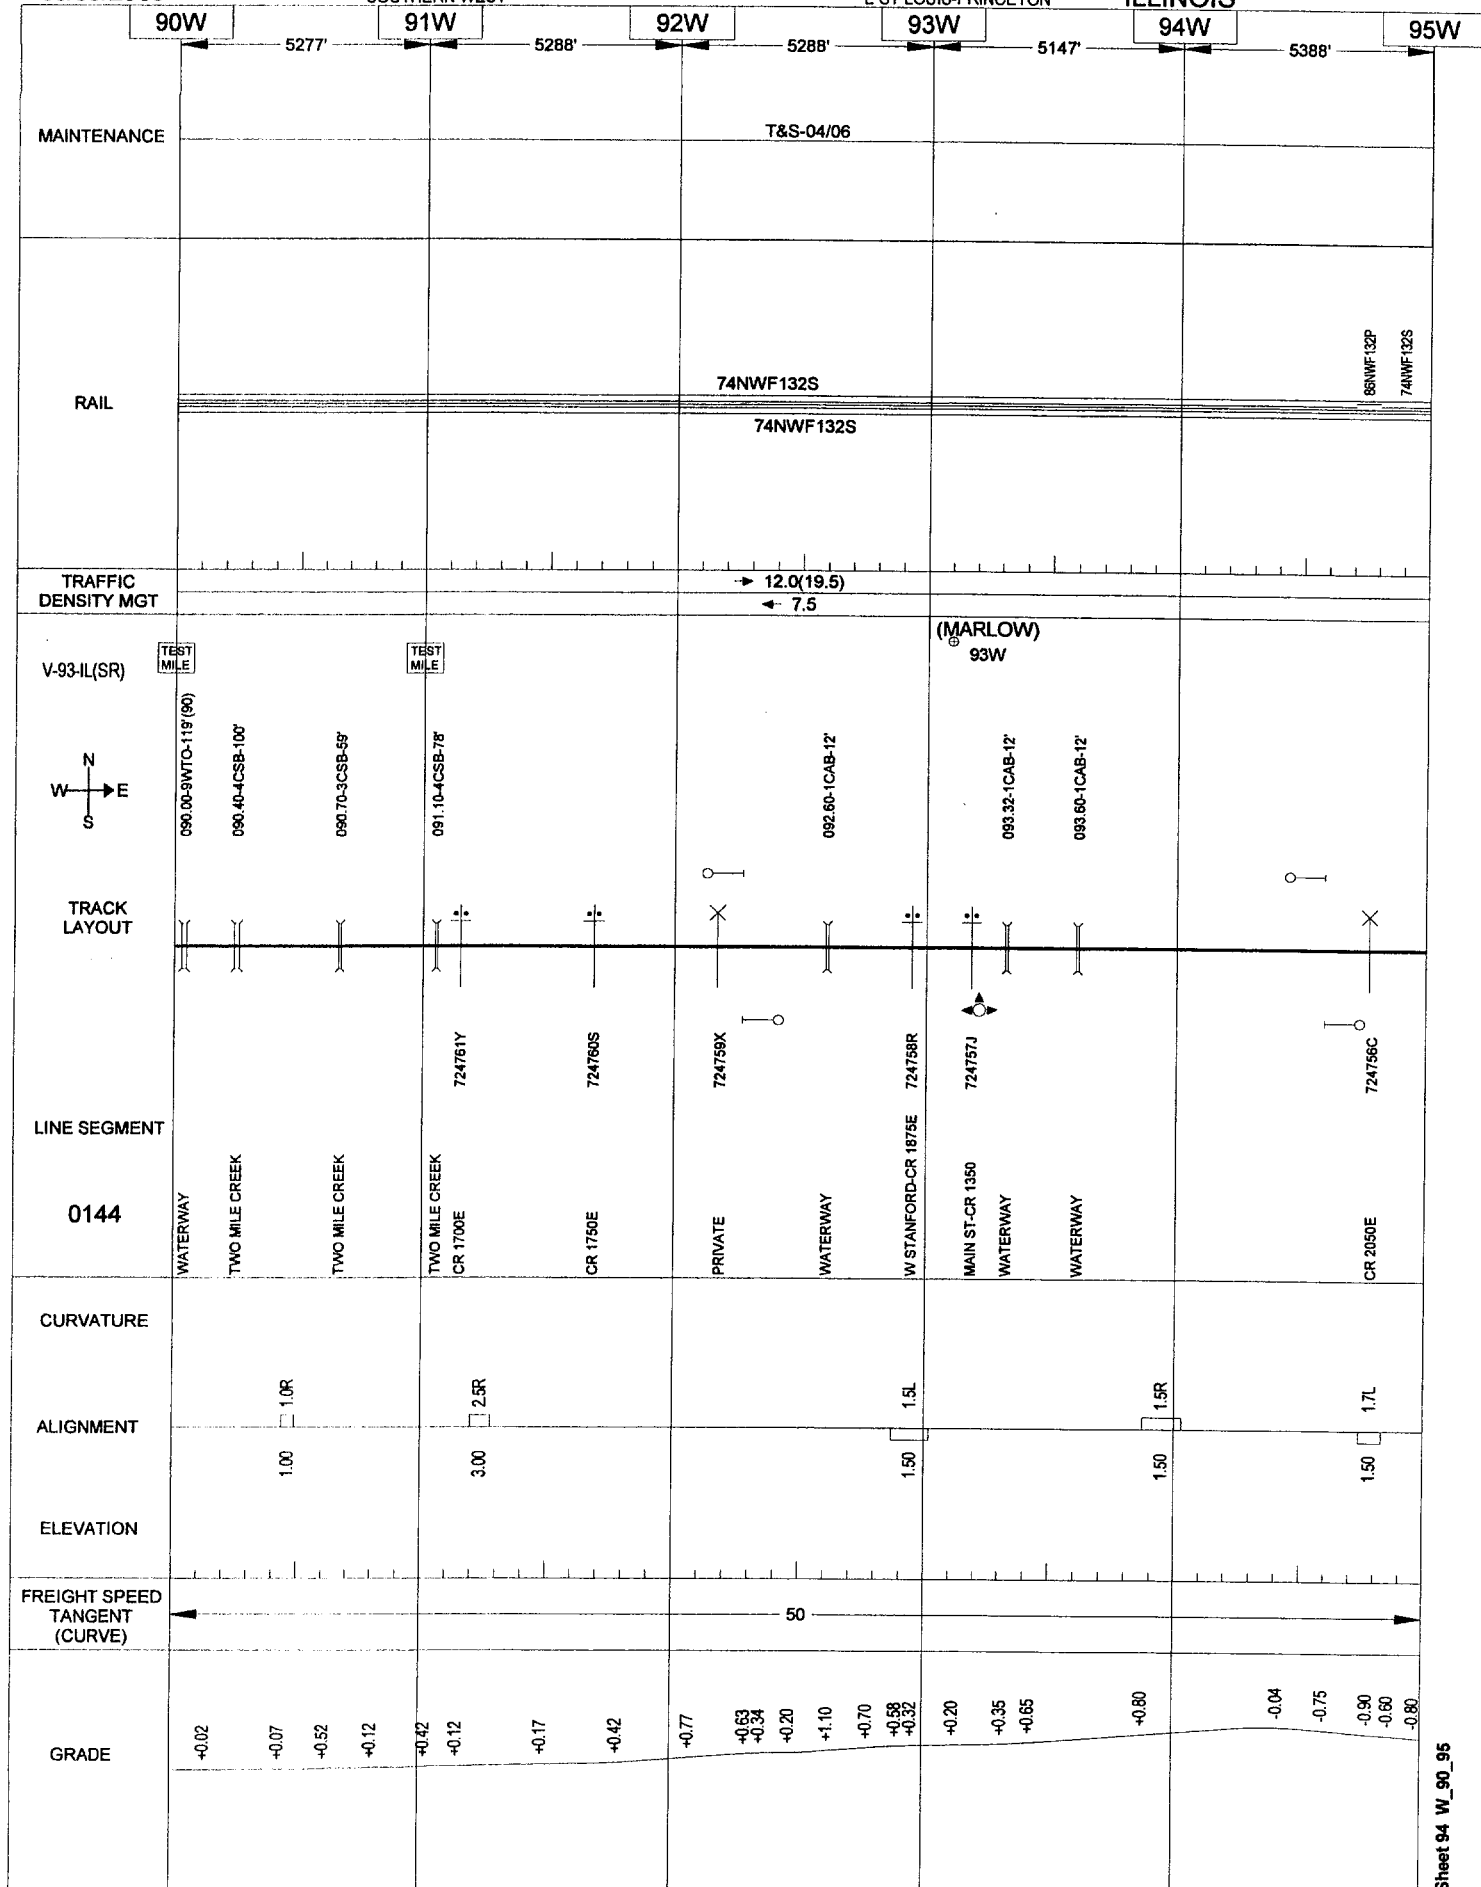 ILLINOIS
90W 91W 92W 93W 94W 95W
5277' 5288' 5288' 5147' 5388'
MAINTENANCE
T&S-04/06
RAIL
74NWF132S
74NWF132S
86NWF132P
74NWF132S
TRAFFIC
DENSITY MGT
12.0(19.5)
7.5
V-93-IL(SR)
TEST
MILE
TEST
MILE
(MARLOW)
93W
N
W E
S
090.00-9WTO-119'(90)
090.40-4CSB-100'
090.70-3CSB-59'
091.10-4CSB-78'
092.60-1CAB-12'
093.32-1CAB-12'
093.60-1CAB-12'
TRACK
LAYOUT
724761Y
724760S
724759X
724758R
724757J
724756C
LINE SEGMENT
0144
WATERWAY
TWO MILE CREEK
TWO MILE CREEK
TWO MILE CREEK
CR 1700E
CR 1750E
PRIVATE
WATERWAY
W STANFORD-CR 1875E
MAIN ST-CR 1350
WATERWAY
WATERWAY
CR 2050E
CURVATURE
1.0R
2.5R
1.5L
1.5R
1.7L
ALIGNMENT
1.00
3.00
1.50
1.50
1.50
ELEVATION
FREIGHT SPEED
TANGENT
(CURVE)
50
GRADE
+0.02
+0.07
+0.52
+0.12
+0.42
+0.12
+0.17
+0.42
+0.77
+0.63
+0.34
+0.20
+1.10
+0.70
+0.58
+0.32
+0.20
+0.35
+0.65
+0.80
-0.04
-0.75
-0.90
-0.60
-0.80
Sheet 94 W_90_95